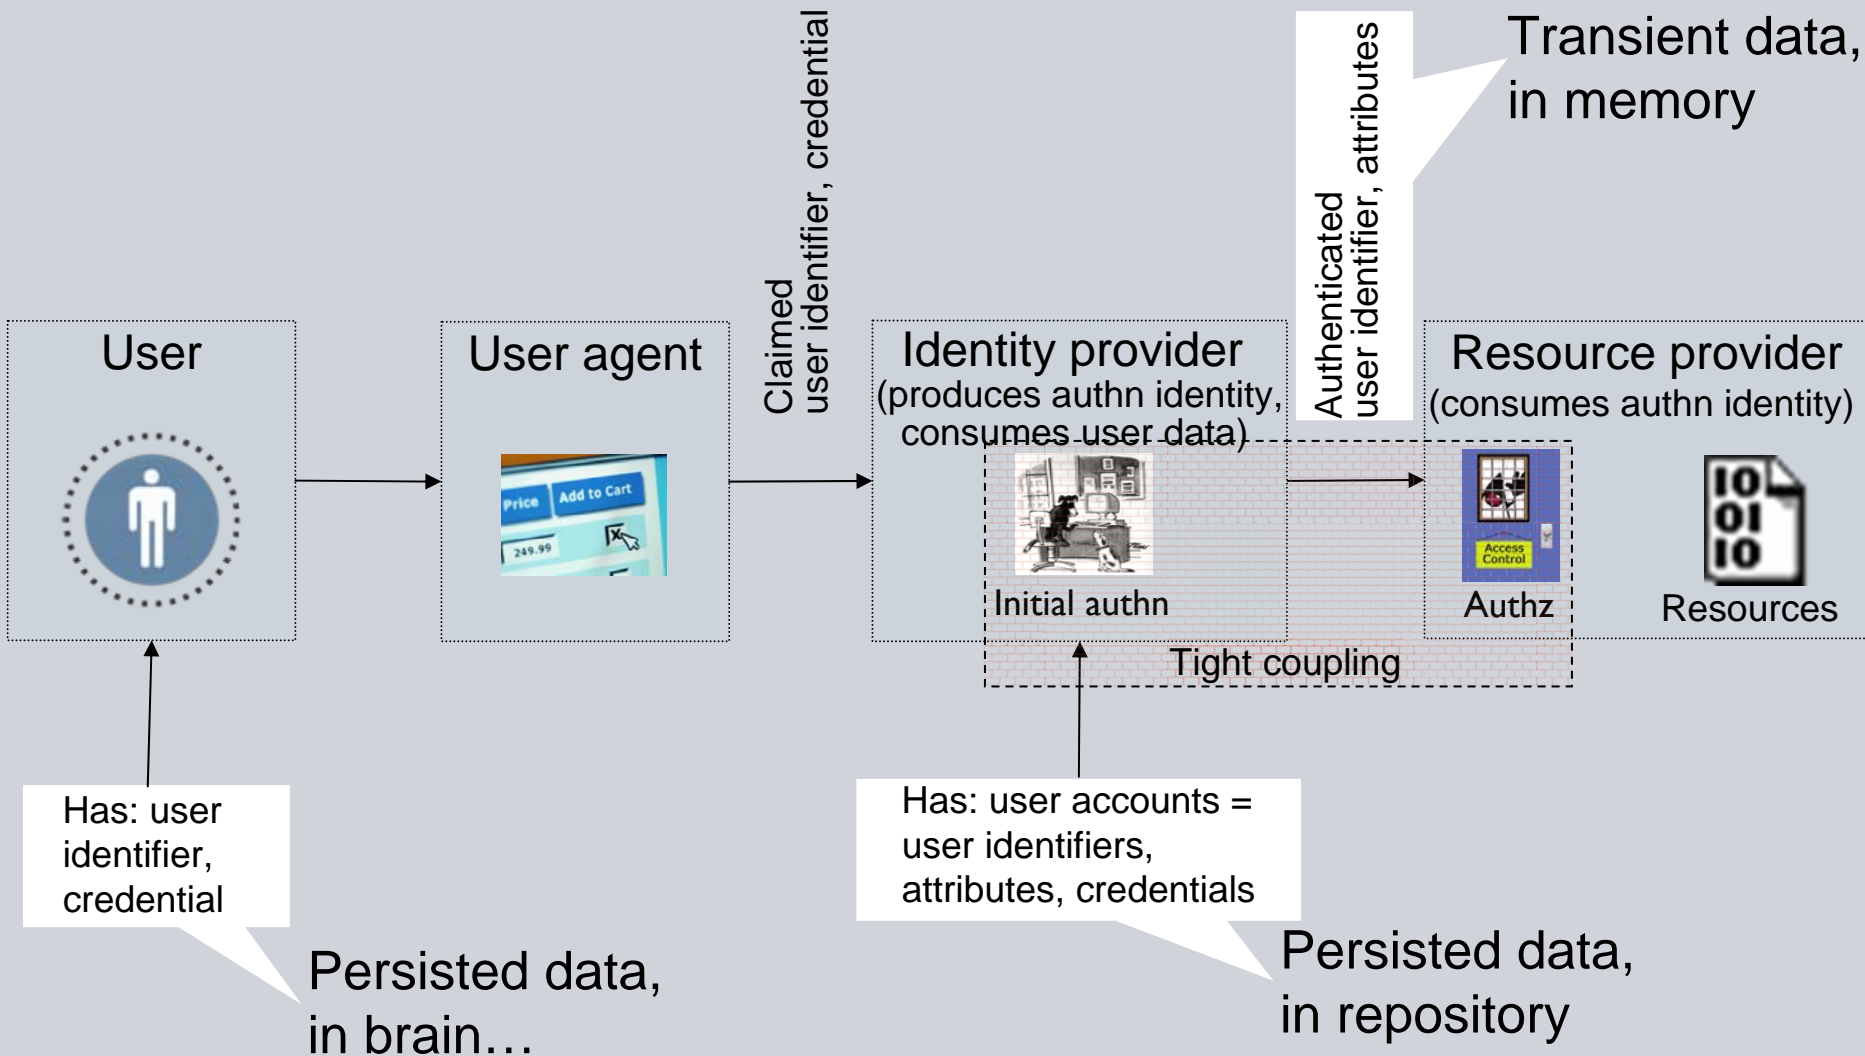 Claimed
user identifier, credential
Authenticated
user identifier, attributes
Transient data,
in memory
User
User agent
Price
Add to Cart
249.99
Identity provider
(produces authn identity,
consumes user data)
Initial authn
Resource provider
(consumes authn identity)
Access
Control
Authz
10
01
10
Resources
Tight coupling
Has: user
identifier,
credential
Persisted data,
in brain…
Has: user accounts =
user identifiers,
attributes, credentials
Persisted data,
in repository